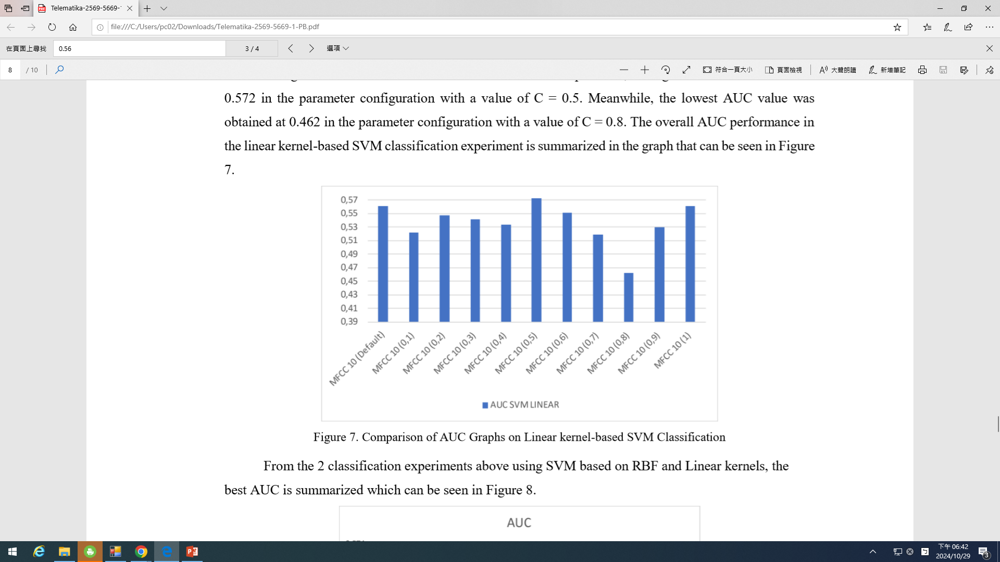 Telematika-2569-5669-1
file:///C:/Users/pc02/Downloads/Telematika-2569-5669-1-PB.pdf
在頁面上尋找
0.56
3 / 4
選項
8
/ 10
符合一頁大小
頁面檢視
大聲朗讀
新增筆記
0.572 in the parameter configuration with a value of C = 0.5. Meanwhile, the lowest AUC value was
obtained at 0.462 in the parameter configuration with a value of C = 0.8. The overall AUC performance in
the linear kernel-based SVM classification experiment is summarized in the graph that can be seen in Figure
7.
0,57
0,55
0,53
0,51
0,49
0,47
0,45
0,43
0,41
0,39
MFCC 10 (Default)
MFCC 10 (0,1)
MFCC 10 (0,2)
MFCC 10 (0,3)
MFCC 10 (0,4)
MFCC 10 (0,5)
MFCC 10 (0,6)
MFCC 10 (0,7)
MFCC 10 (0,8)
MFCC 10 (0,9)
MFCC 10 (1)
AUC SVM LINEAR
Figure 7. Comparison of AUC Graphs on Linear kernel-based SVM Classification
From the 2 classification experiments above using SVM based on RBF and Linear kernels, the
best AUC is summarized which can be seen in Figure 8.
AUC
下午 06:42
2024/10/29
3